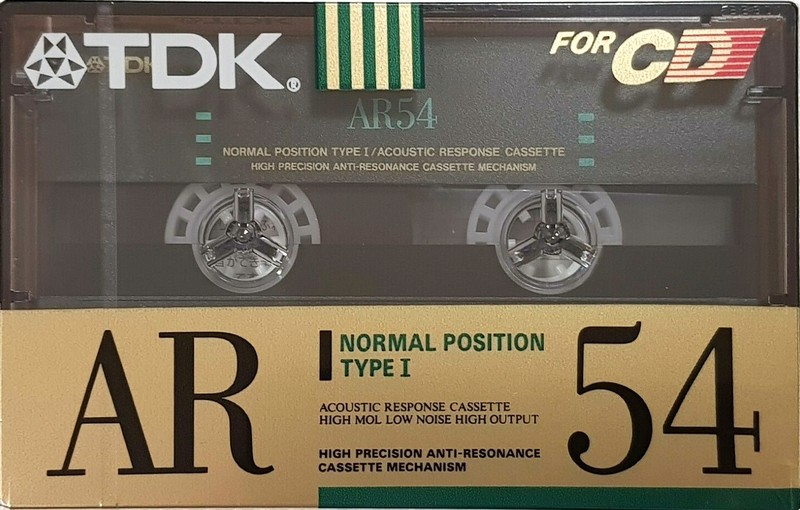 TDK®
FOR CD
AR54
NORMAL POSITION TYPE I/ACOUSTIC RESPONSE CASSETTE
HIGH PRECISION ANTI-RESONANCE CASSETTE MECHANISM
AR
NORMAL POSITION
TYPE I
ACOUSTIC RESPONSE CASSETTE
HIGH MOL LOW NOISE HIGH OUTPUT
HIGH PRECISION ANTI-RESONANCE
CASSETTE MECHANISM
54